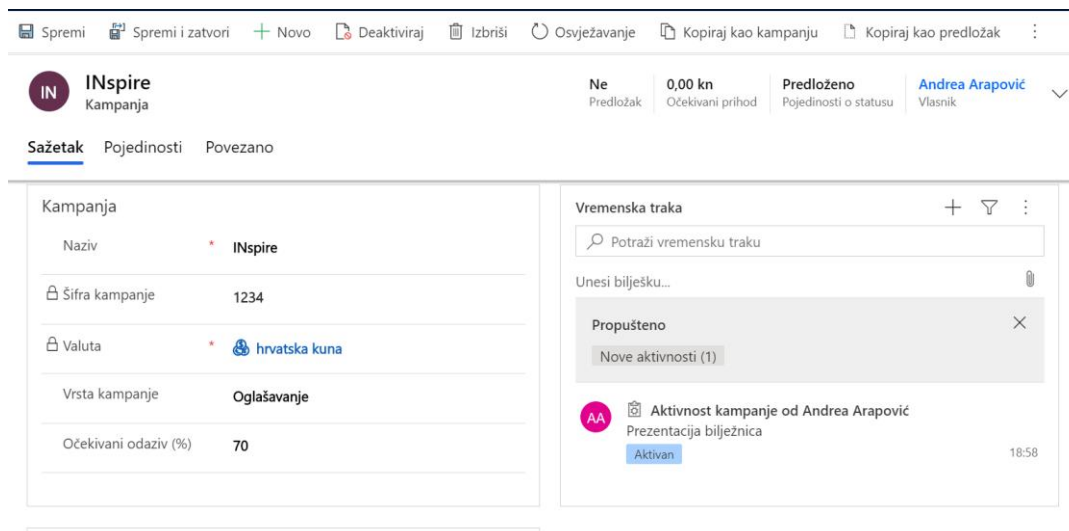 Spremi Spremi i zatvori Novo Deaktiviraj Izbriši Osvježavanje Kopiraj kao kampanju Kopiraj kao predložak
IN
INspire
Kampanja
Ne 0,00 kn Predloženo Andrea Arapović
Predložak Očekivani prihod Pojedinosti o statusu Vlasnik
Sažetak Pojedinosti Povezano
Kampanja
Naziv * INspire
Šifra kampanje 1234
Valuta * hrvatska kuna
Vrsta kampanje Oglašavanje
Očekivani odaziv (%) 70
Vremenska traka
Potraži vremensku traku
Unesi bilješku...
Propušteno
Nove aktivnosti (1)
AA
Aktivnost kampanje od Andrea Arapović
Prezentacija bilježnica
Aktivan 18:58